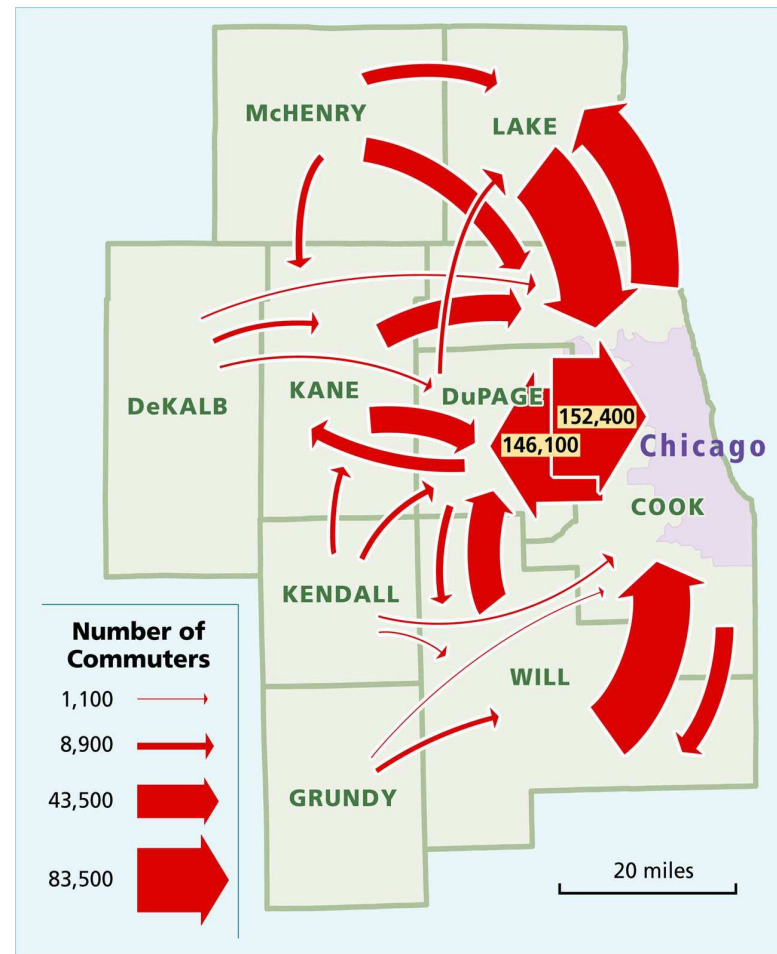 McHENRY
LAKE
DeKALB
KANE
DuPAGE
152,400
146,100
Chicago
COOK
KENDALL
WILL
GRUNDY
Number of
Commuters
1,100
8,900
43,500
83,500
20 miles